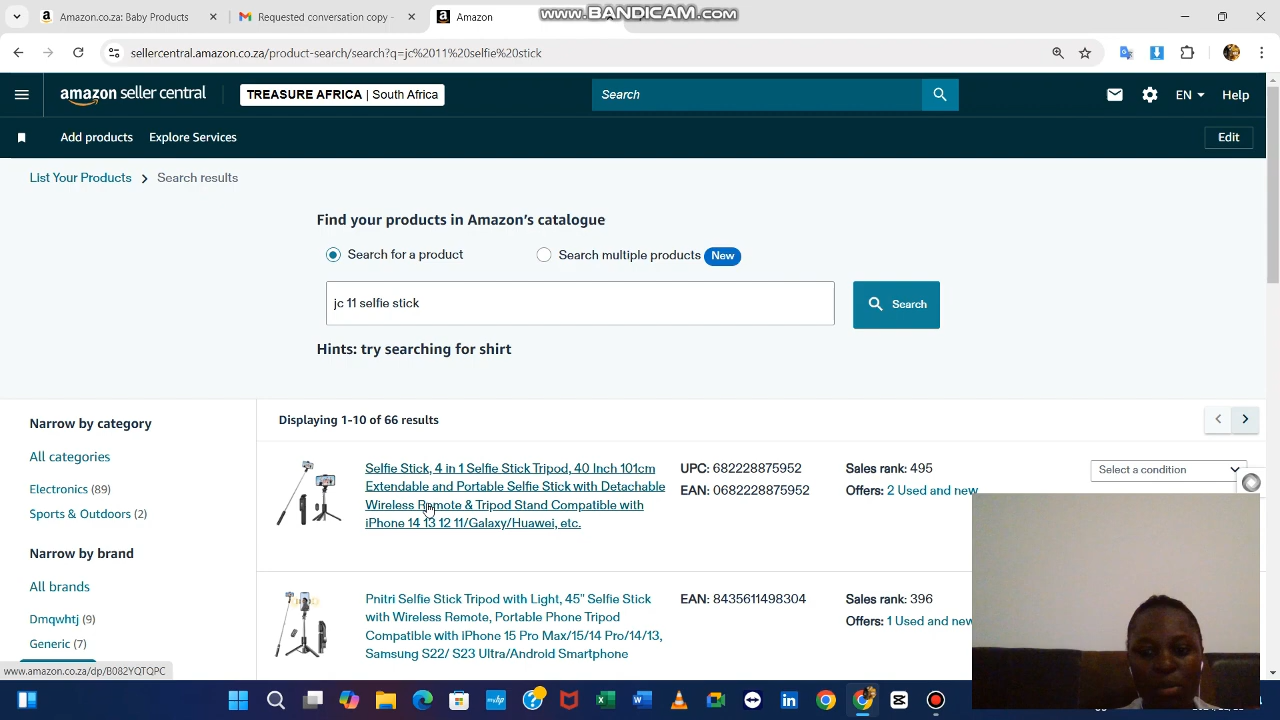 Amazon.co.za: Baby Products
Requested conversation copy -
Amazon
www.BANDICAM.com
sellercentral.amazon.co.za/product-search/search?q=jc%2011%20selfie%20stick
amazon seller central
TREASURE AFRICA | South Africa
Search
EN
Help
Add products
Explore Services
Edit
List Your Products
Search results
Find your products in Amazon's catalogue
Search for a product
Search multiple products New
jc 11 selfie stick
Search
Hints: try searching for shirt
Narrow by category
All categories
Electronics (89)
Sports & Outdoors (2)
Narrow by brand
All brands
Dmqwhtj (9)
Generic (7)
Displaying 1-10 of 66 results
Selfie Stick, 4 in 1 Selfie Stick Tripod, 40 Inch 101cm
Extendable and Portable Selfie Stick with Detachable
Wireless Remote & Tripod Stand Compatible with
iPhone 14 13 12 11/Galaxy/Huawei, etc.
UPC: 682228875952
EAN: 0682228875952
Sales rank: 495
Offers: 2 Used and new
Select a condition
Pnitri Selfie Stick Tripod with Light, 45" Selfie Stick
with Wireless Remote, Portable Phone Tripod
Compatible with iPhone 15 Pro Max/15/14 Pro/14/13,
Samsung S22/ S23 Ultra/Android Smartphone
EAN: 8435611498304
Sales rank: 396
Offers: 1 Used and new
www.amazon.co.za/dp/B082YQTQPC